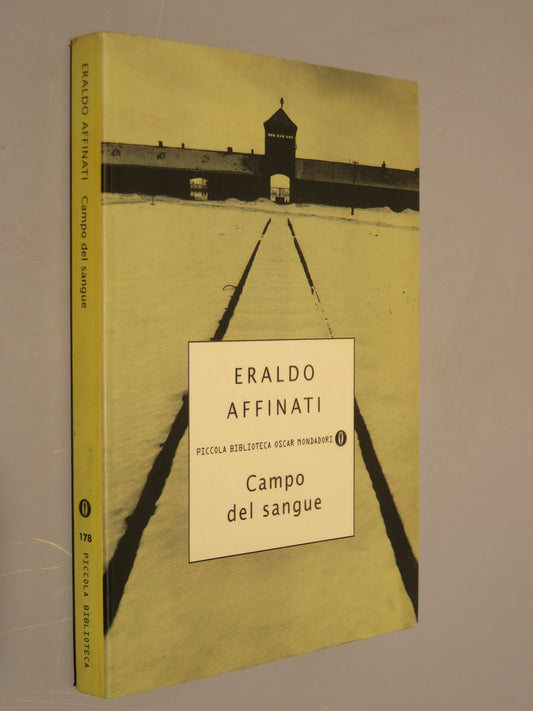 ERALDO AFFINATI Campo del sangue
178
PICCOLA BIBLIOTECA
ERALDO
AFFINATI
PICCOLA BIBLIOTECA OSCAR MONDADORI
Campo
del sangue